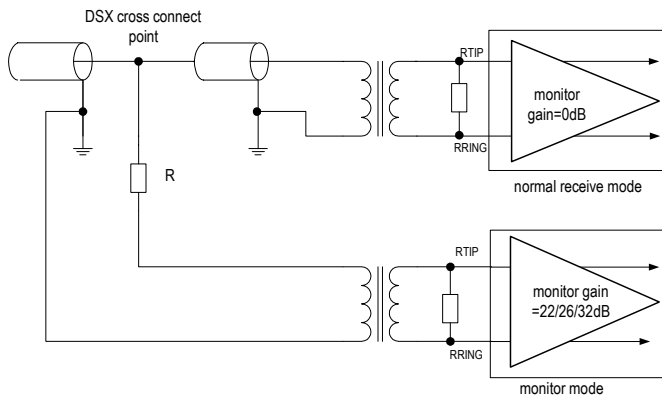 DSX cross connect
point
RTIP
monitor
gain=0dB
RRING
normal receive mode
R
RTIP
monitor gain
=22/26/32dB
RRING
monitor mode